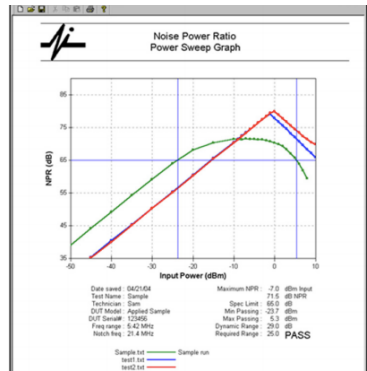 Noise Power Ratio
Power Sweep Graph
NPR (dB)
85
75
65
55
45
35
-50 -40 -30 -20 -10 0 10
Input Power (dBm)
Date saved : 04/21/04
Test Name : Sample
Technician : Sam
DUT Model : Applied Sample
DUT Serial# : 123456
Freq range : 5.42 MHz
Notch freq : 21.4 MHz
Maximum NPR : -7.0 dBm Input
71.5 dB NPR
Spec Limit : 65.0 dB
Min Passing : -23.7 dBm
Max Passing : 5.3 dBm
Dynamic Range : 29.0 dB
Required Range : 25.0 PASS
Sample.txt Sample run
test1.txt
test2.txt